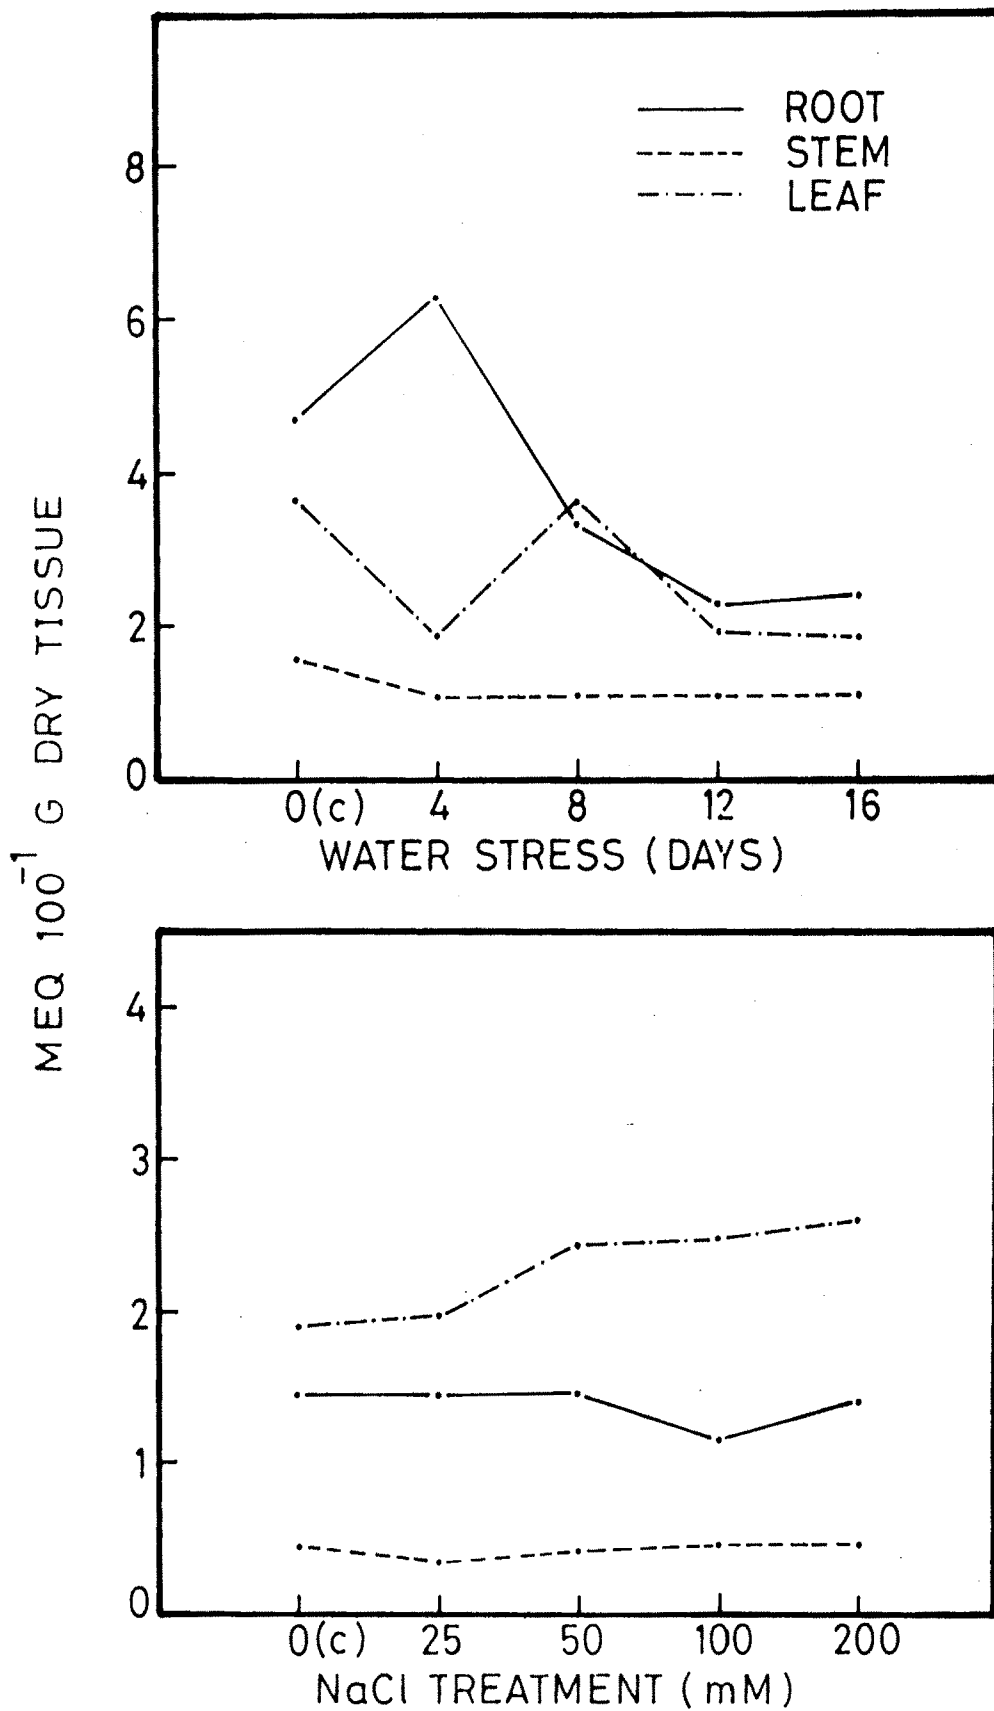 ROOT
STEM
LEAF
8
6
4
2
0
0(c) 4 8 12 16
WATER STRESS (DAYS)
MEQ 100⁻¹ G DRY TISSUE
4
3
2
1
0
0(c) 25 50 100 200
NaCl TREATMENT (mM)